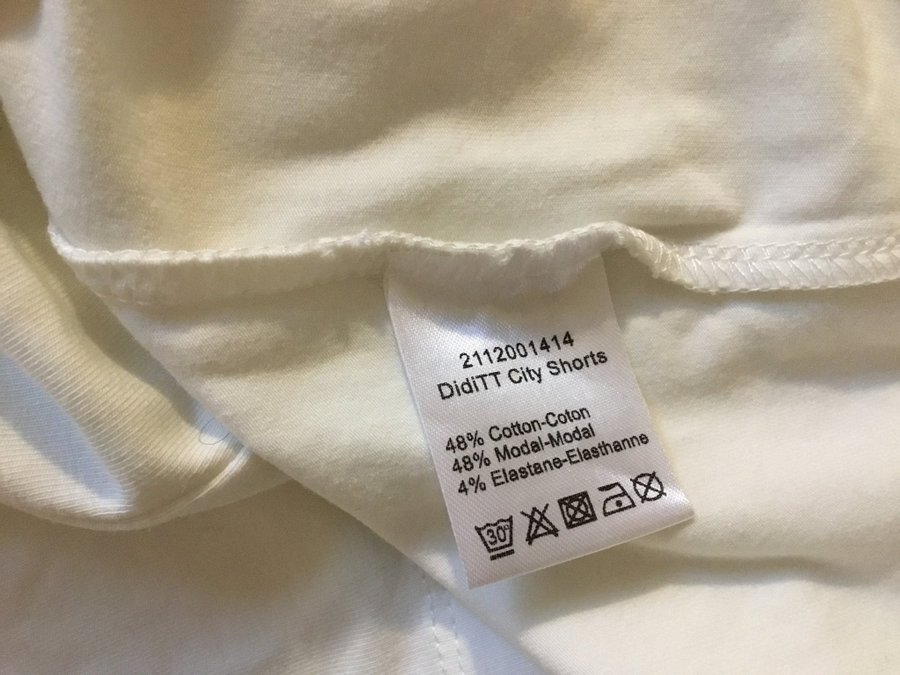 2112001414
DidiTT City Shorts
48% Cotton-Coton
48% Modal-Modal
4% Elastane-Elasthanne
30°